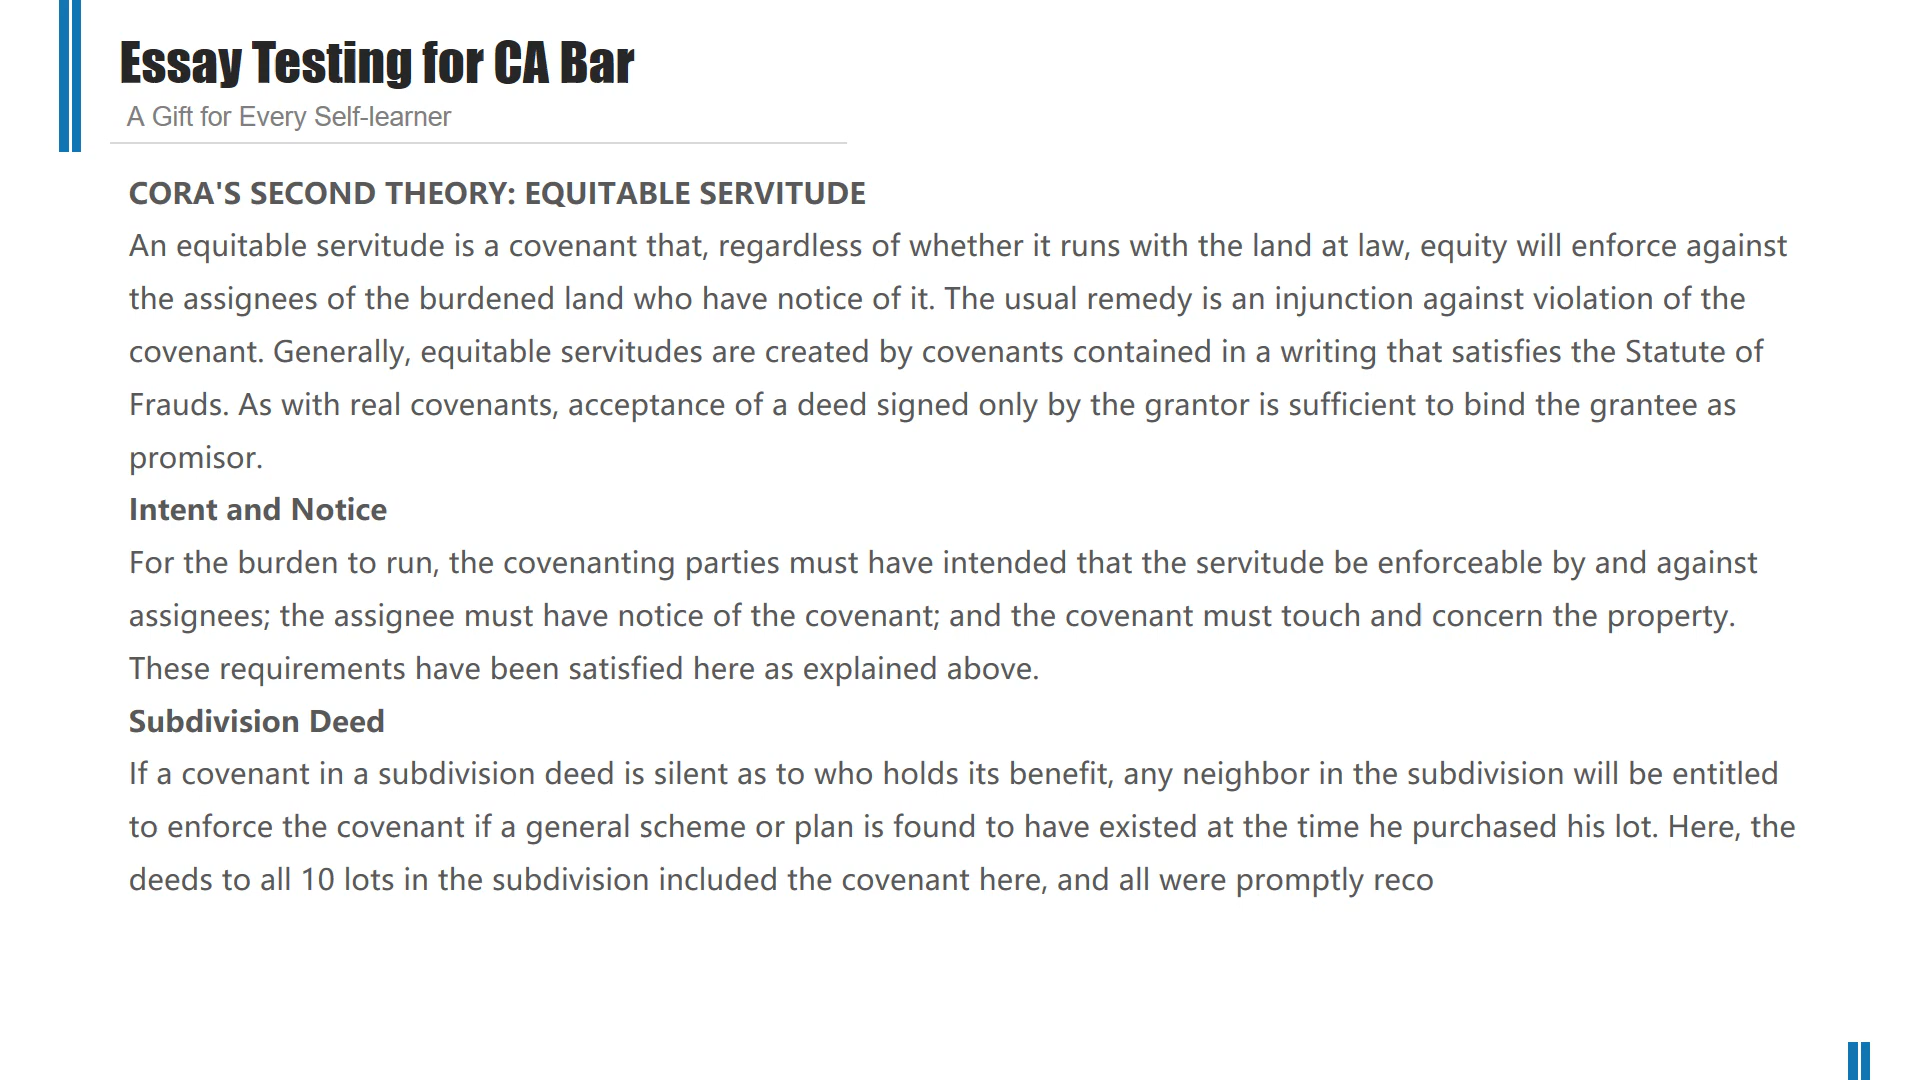 Essay Testing for CA Bar
A Gift for Every Self-learner
CORA'S SECOND THEORY: EQUITABLE SERVITUDE
An equitable servitude is a covenant that, regardless of whether it runs with the land at law, equity will enforce against
the assignees of the burdened land who have notice of it. The usual remedy is an injunction against violation of the
covenant. Generally, equitable servitudes are created by covenants contained in a writing that satisfies the Statute of
Frauds. As with real covenants, acceptance of a deed signed only by the grantor is sufficient to bind the grantee as
promisor.
Intent and Notice
For the burden to run, the covenanting parties must have intended that the servitude be enforceable by and against
assignees; the assignee must have notice of the covenant; and the covenant must touch and concern the property.
These requirements have been satisfied here as explained above.
Subdivision Deed
If a covenant in a subdivision deed is silent as to who holds its benefit, any neighbor in the subdivision will be entitled
to enforce the covenant if a general scheme or plan is found to have existed at the time he purchased his lot. Here, the
deeds to all 10 lots in the subdivision included the covenant here, and all were promptly reco